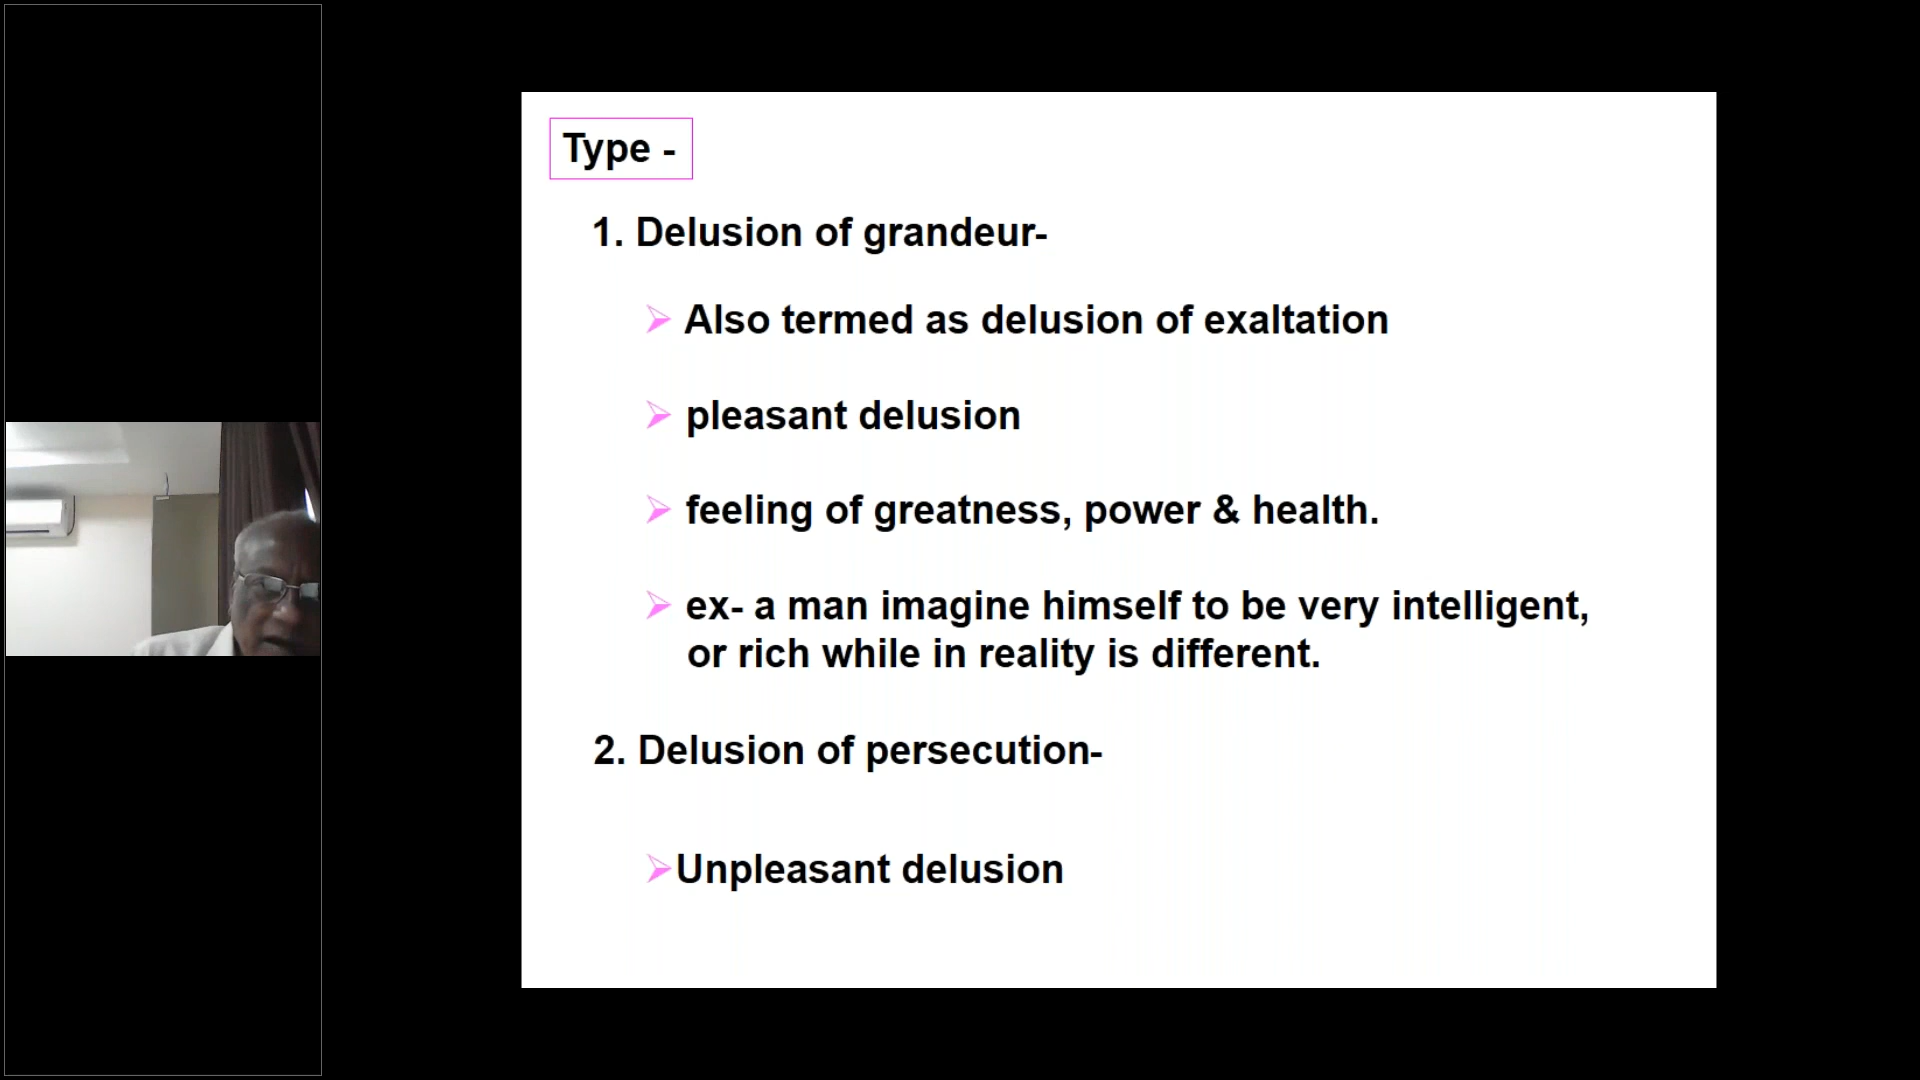 Type -
1. Delusion of grandeur-
Also termed as delusion of exaltation
pleasant delusion
feeling of greatness, power & health.
ex- a man imagine himself to be very intelligent,
or rich while in reality is different.
2. Delusion of persecution-
Unpleasant delusion